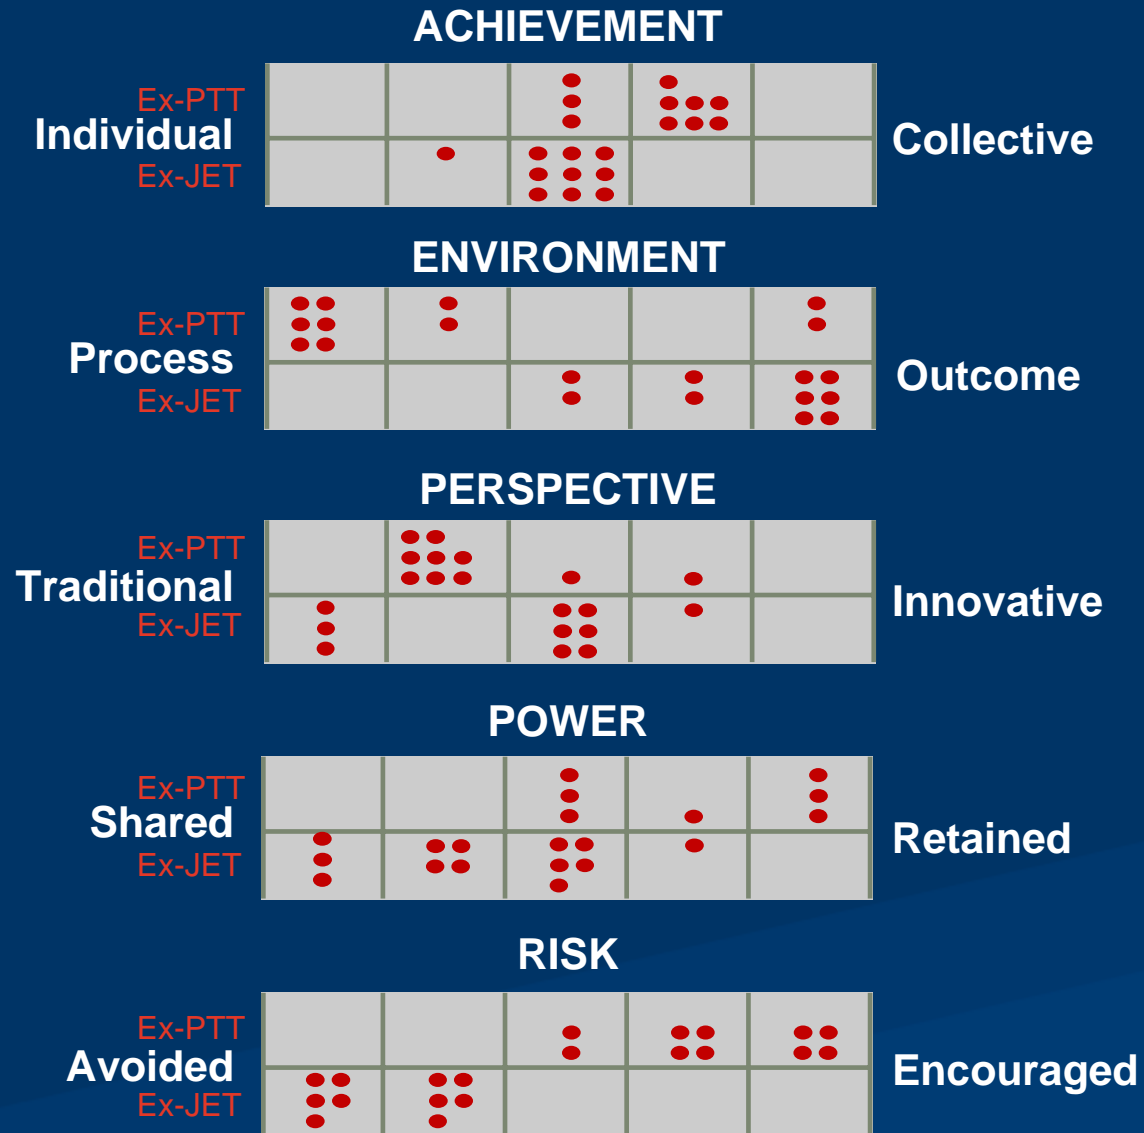 ACHIEVEMENT
Ex-PTT
Individual
Ex-JET
Collective
ENVIRONMENT
Ex-PTT
Process
Ex-JET
Outcome
PERSPECTIVE
Ex-PTT
Traditional
Ex-JET
Innovative
POWER
Ex-PTT
Shared
Ex-JET
Retained
RISK
Ex-PTT
Avoided
Ex-JET
Encouraged